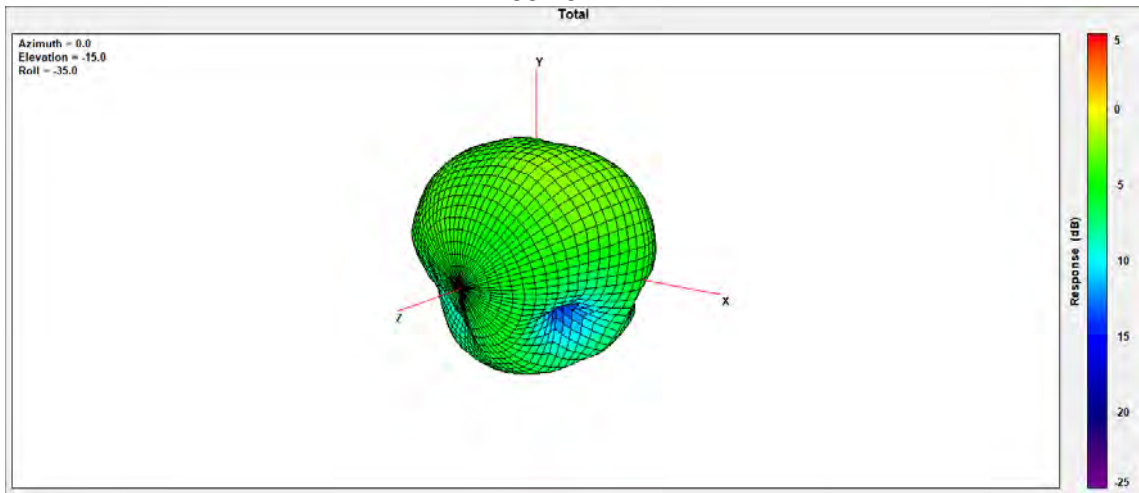 Total
Azimuth = 0.0
Elevation = -15.0
Roll = -35.0
Y
X
Z
5
0
-5
-10
-15
-20
-25
Response (dB)